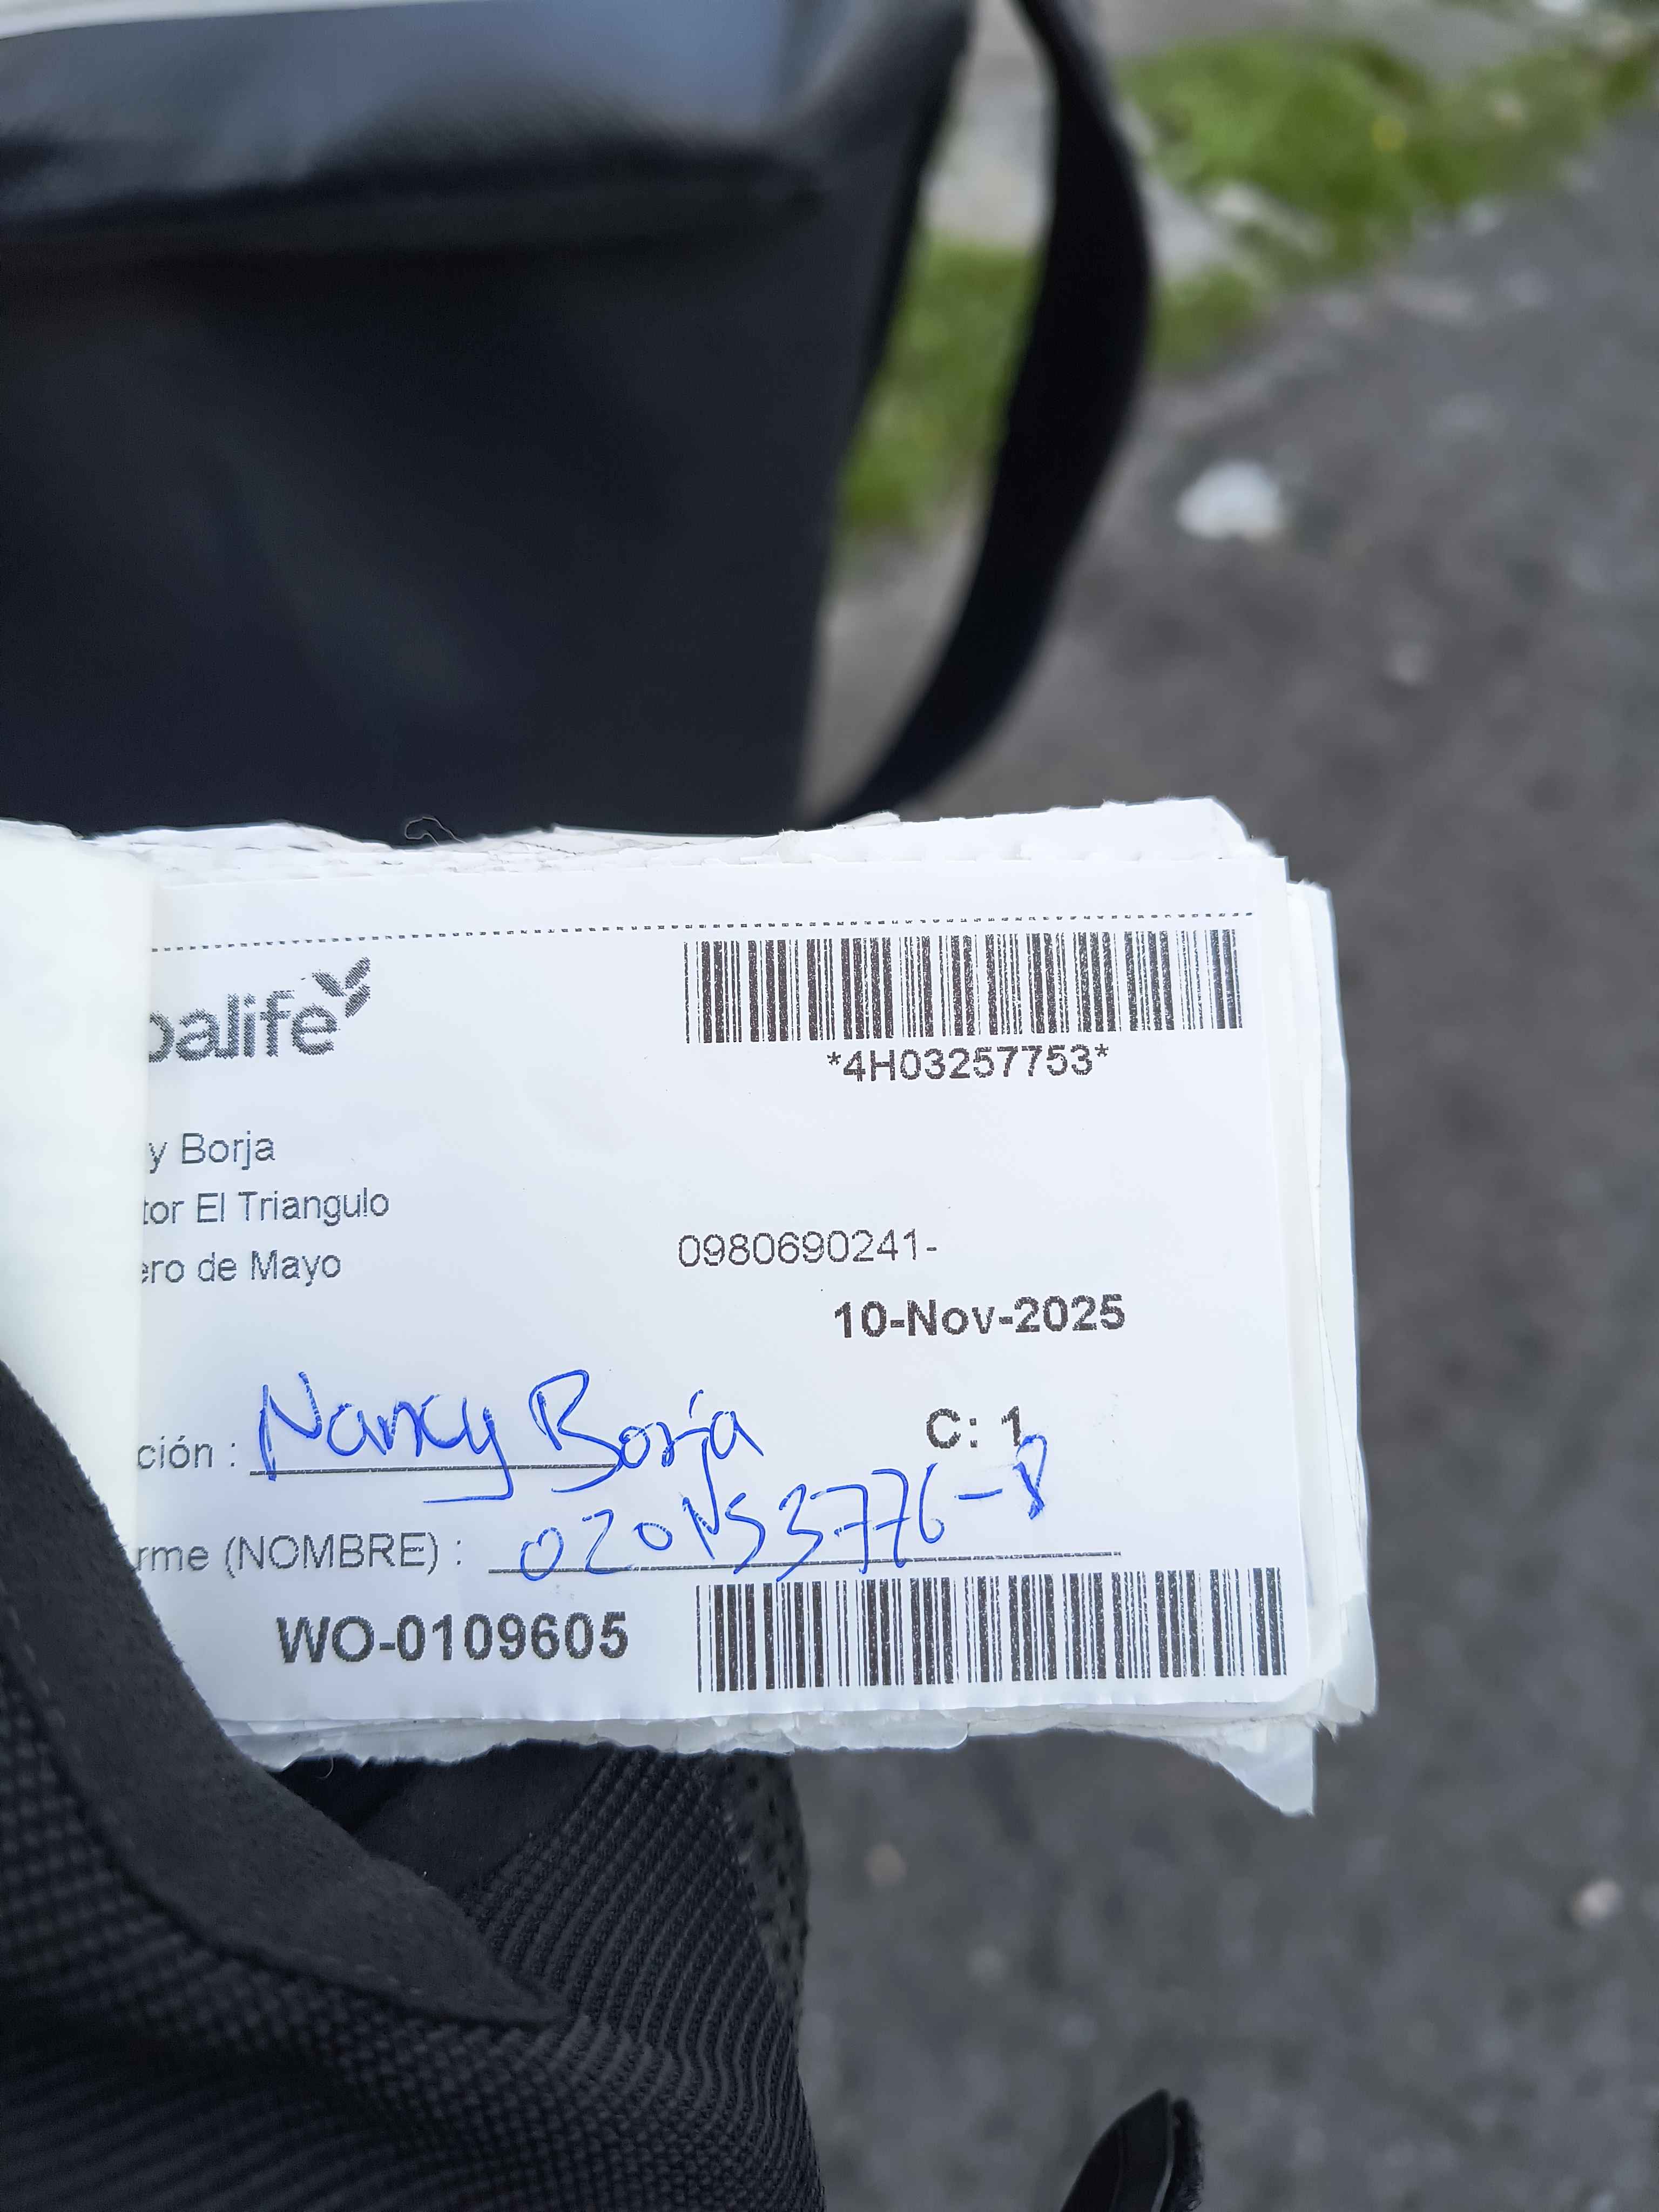 balife
*4H03257753*
y Borja
tor El Triangulo
0980690241-
ero de Mayo
10-Nov-2025
ción : Nancy Borja
C: 1
rme (NOMBRE) :
WO-0109605